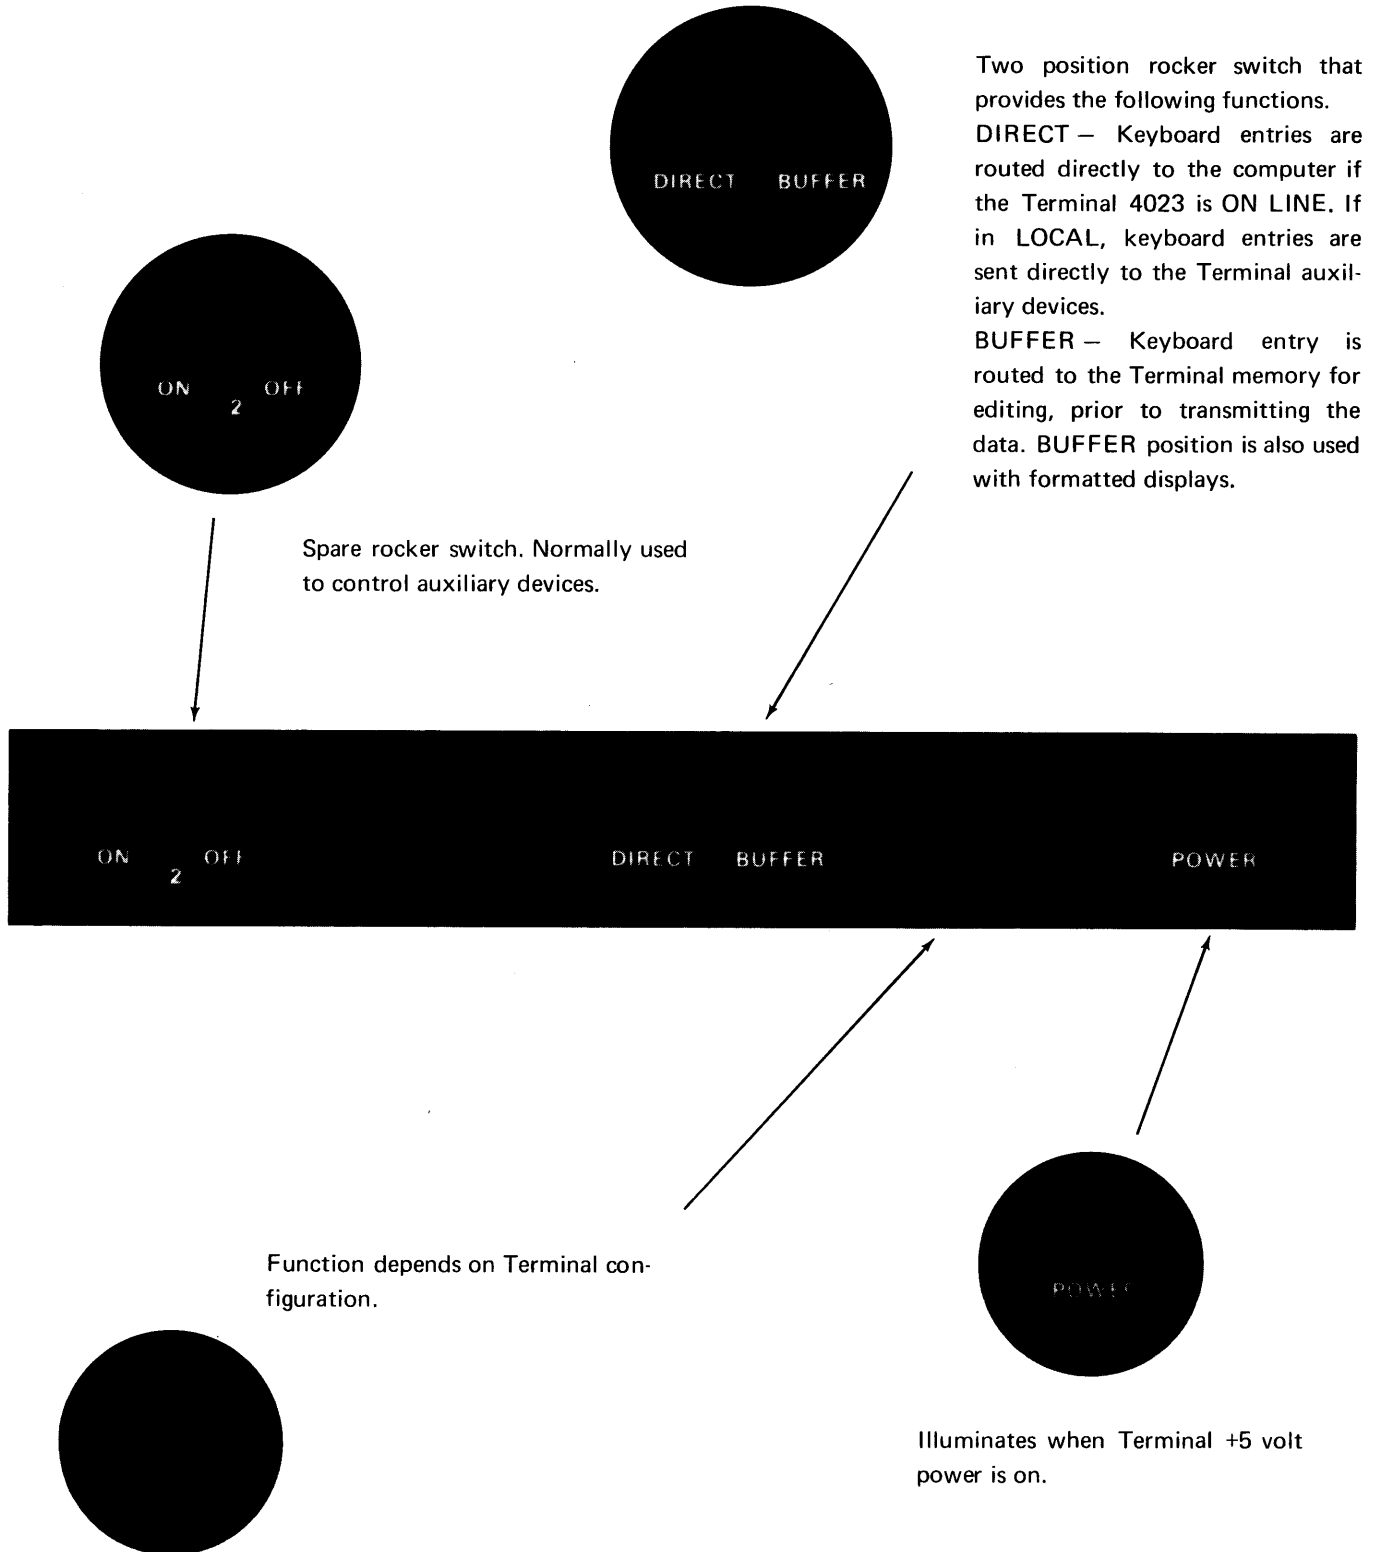 DIRECT BUFFER
Two position rocker switch that
provides the following functions.
DIRECT — Keyboard entries are
routed directly to the computer if
the Terminal 4023 is ON LINE. If
in LOCAL, keyboard entries are
sent directly to the Terminal auxil-
iary devices.
BUFFER — Keyboard entry is
routed to the Terminal memory for
editing, prior to transmitting the
data. BUFFER position is also used
with formatted displays.
ON 2 OFF
Spare rocker switch. Normally used
to control auxiliary devices.
ON 2 OFF DIRECT BUFFER POWER
Function depends on Terminal con-
figuration.
POWER
Illuminates when Terminal +5 volt
power is on.